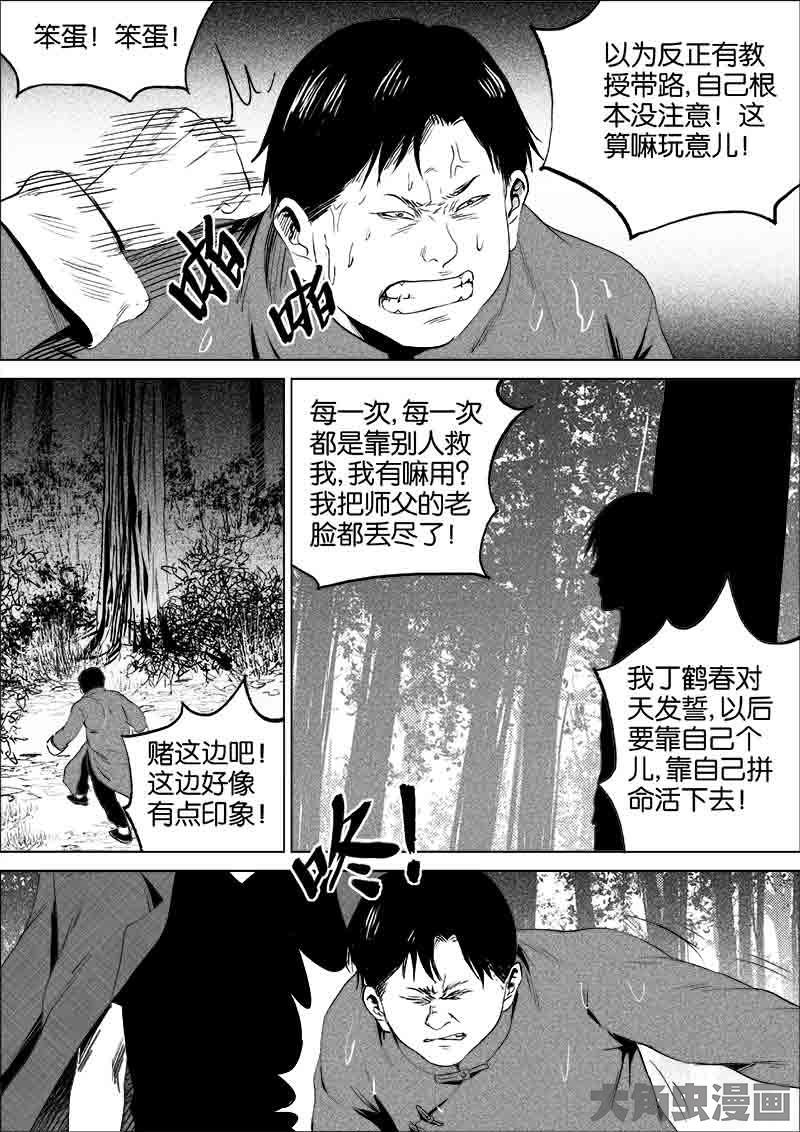 笨蛋！笨蛋！
以为反正有教
授带路，自己根
本没注意！这
算嘛玩意儿！
啪
啪
赌这边吧！
这边好像
有点印象！
每一次，每一次
都是靠别人救
我，我有嘛用？
我把师父的老
脸都丢尽了！
我丁鹤春对
天发誓，以后
要靠自己个
儿，靠自己拼
命活下去！
咚！
大角虫漫画